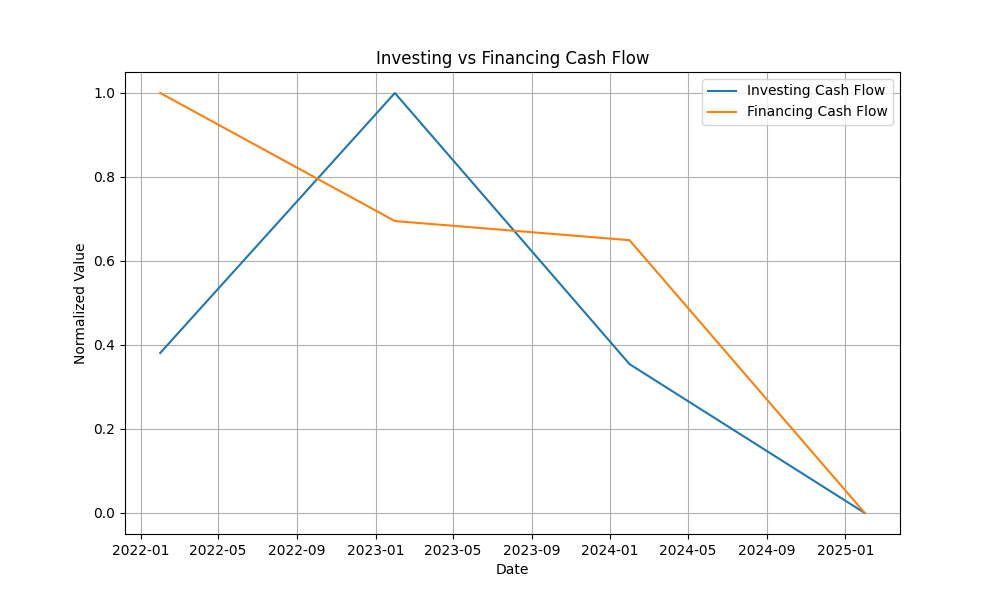 Investing vs Financing Cash Flow
Investing Cash Flow
Financing Cash Flow
Normalized Value
1.0
0.8
0.6
0.4
0.2
0.0
2022-01 2022-05 2022-09 2023-01 2023-05 2023-09 2024-01 2024-05 2024-09 2025-01
Date